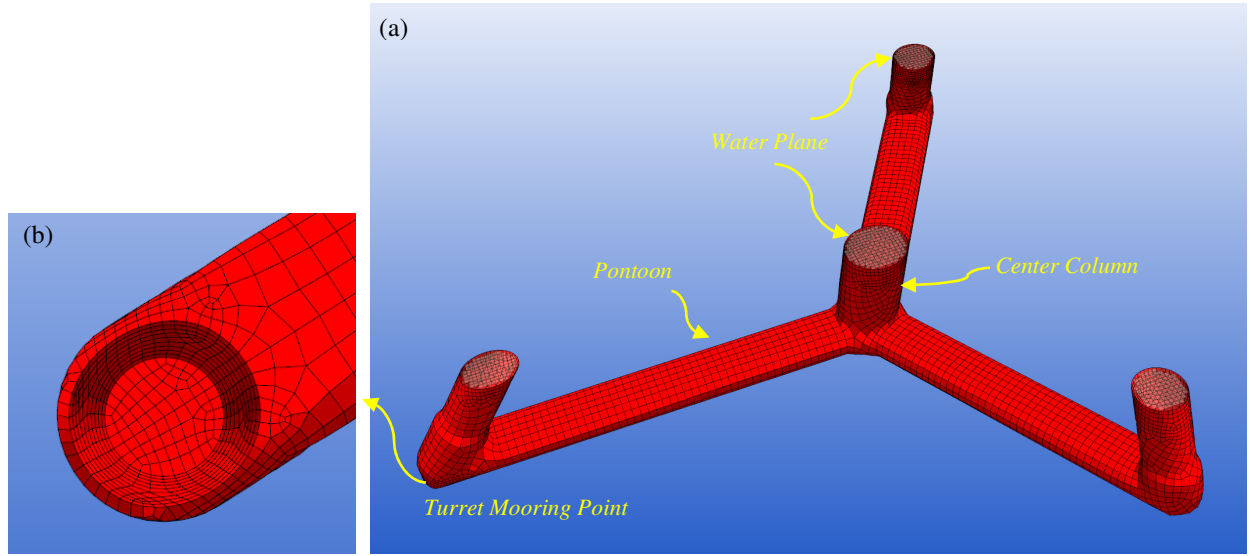 (a)
Water Plane
(b)
Pontoon
Center Column
Turret Mooring Point